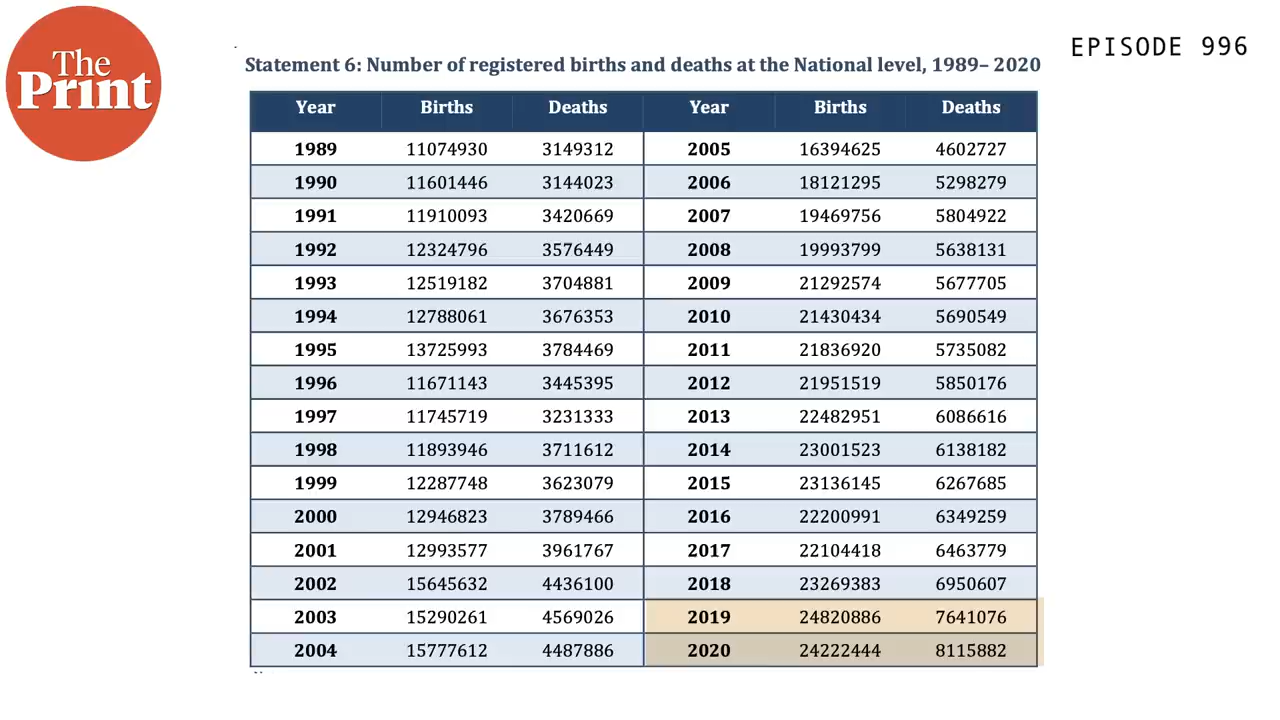 The
Print
EPISODE 996
Statement 6: Number of registered births and deaths at the National level, 1989– 2020
Year Births Deaths Year Births Deaths
1989 11074930 3149312 2005 16394625 4602727
1990 11601446 3144023 2006 18121295 5298279
1991 11910093 3420669 2007 19469756 5804922
1992 12324796 3576449 2008 19993799 5638131
1993 12519182 3704881 2009 21292574 5677705
1994 12788061 3676353 2010 21430434 5690549
1995 13725993 3784469 2011 21836920 5735082
1996 11671143 3445395 2012 21951519 5850176
1997 11745719 3231333 2013 22482951 6086616
1998 11893946 3711612 2014 23001523 6138182
1999 12287748 3623079 2015 23136145 6267685
2000 12946823 3789466 2016 22200991 6349259
2001 12993577 3961767 2017 22104418 6463779
2002 15645632 4436100 2018 23269383 6950607
2003 15290261 4569026 2019 24820886 7641076
2004 15777612 4487886 2020 24222444 8115882